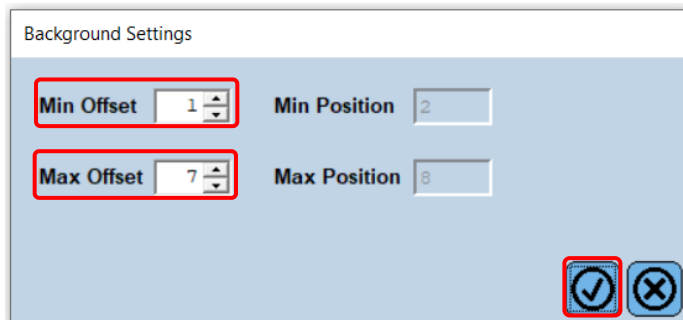 Background Settings
Min Offset 1 Min Position 2
Max Offset 7 Max Position 8